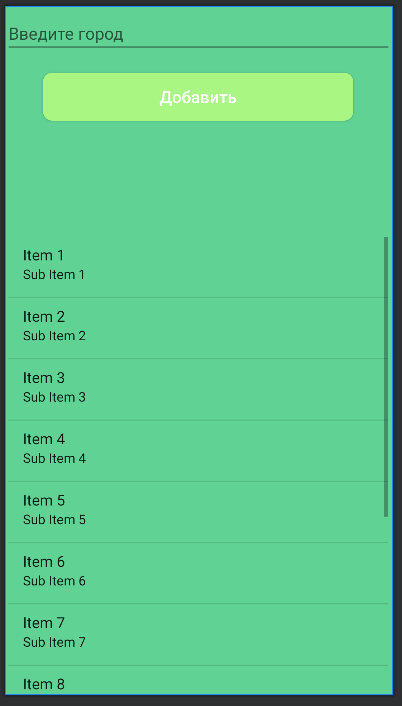 Введите город
Добавить
Item 1
Sub Item 1
Item 2
Sub Item 2
Item 3
Sub Item 3
Item 4
Sub Item 4
Item 5
Sub Item 5
Item 6
Sub Item 6
Item 7
Sub Item 7
Item 8